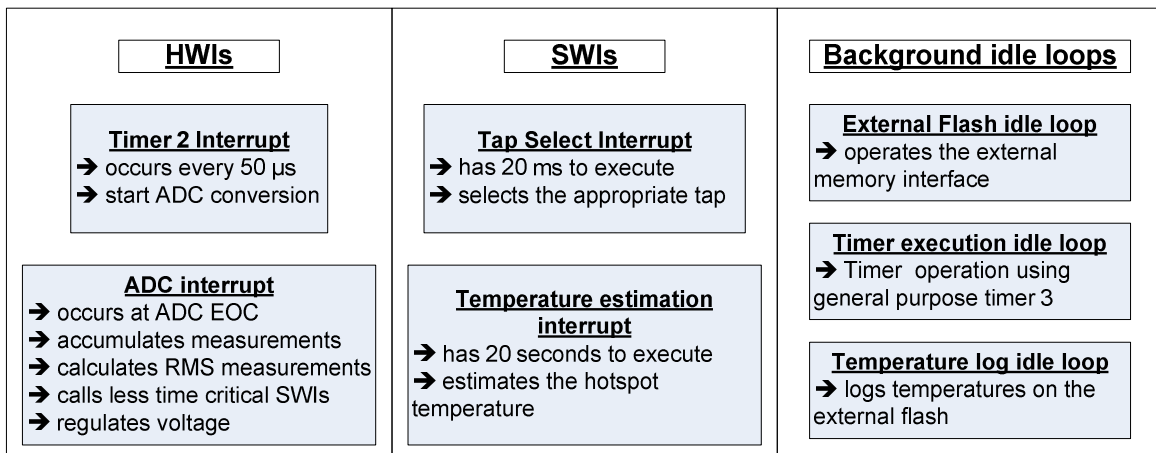 HWIs
Timer 2 Interrupt
➔ occurs every 50 µs
➔ start ADC conversion
ADC interrupt
➔ occurs at ADC EOC
➔ accumulates measurements
➔ calculates RMS measurements
➔ calls less time critical SWIs
➔ regulates voltage
SWIs
Tap Select Interrupt
➔ has 20 ms to execute
➔ selects the appropriate tap
Temperature estimation
interrupt
➔ has 20 seconds to execute
➔ estimates the hotspot
temperature
Background idle loops
External Flash idle loop
➔ operates the external
memory interface
Timer execution idle loop
➔ Timer operation using
general purpose timer 3
Temperature log idle loop
➔ logs temperatures on the
external flash